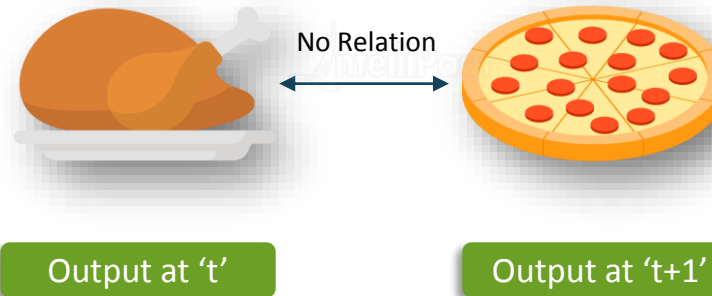 No Relation
Output at ‘t’
Output at ‘t+1’